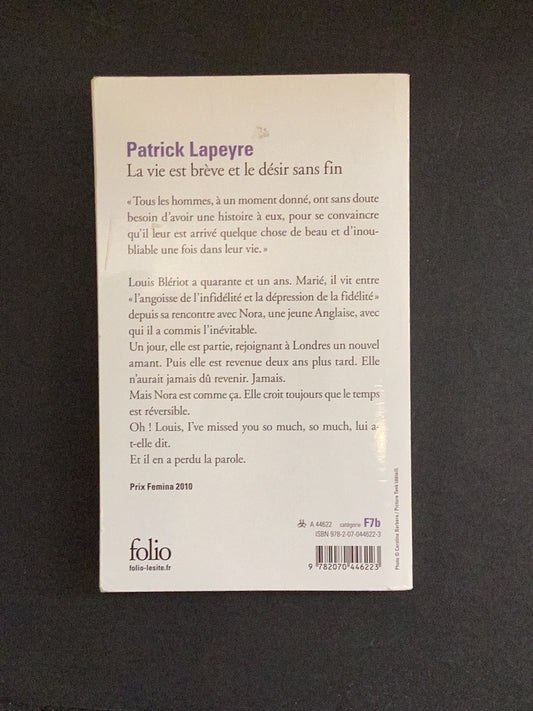 Patrick Lapeyre
La vie est brève et le désir sans fin
« Tous les hommes, à un moment donné, ont sans doute
besoin d'avoir une histoire à eux, pour se convaincre
qu'il leur est arrivé quelque chose de beau et d'inou-
bliable une fois dans leur vie. »
Louis Blériot a quarante et un ans. Marié, il vit entre
« l'angoisse de l'infidélité et la dépression de la fidélité »
depuis sa rencontre avec Nora, une jeune Anglaise, avec
qui il a commis l'inévitable.
Un jour, elle est partie, rejoignant à Londres un nouvel
amant. Puis elle est revenue deux ans plus tard. Elle
n'aurait jamais dû revenir. Jamais.
Mais Nora est comme ça. Elle croit toujours que le temps
est réversible.
Oh ! Louis, I've missed you so much, so much, lui a-
t-elle dit.
Et il en a perdu la parole.
Prix Femina 2010
A 44622 catégorie F7b
ISBN 978-2-07-044622-3
folio
folio-lesite.fr
9 782070 446223
Photo © Caroline Barbera / Picture Tank (détail).